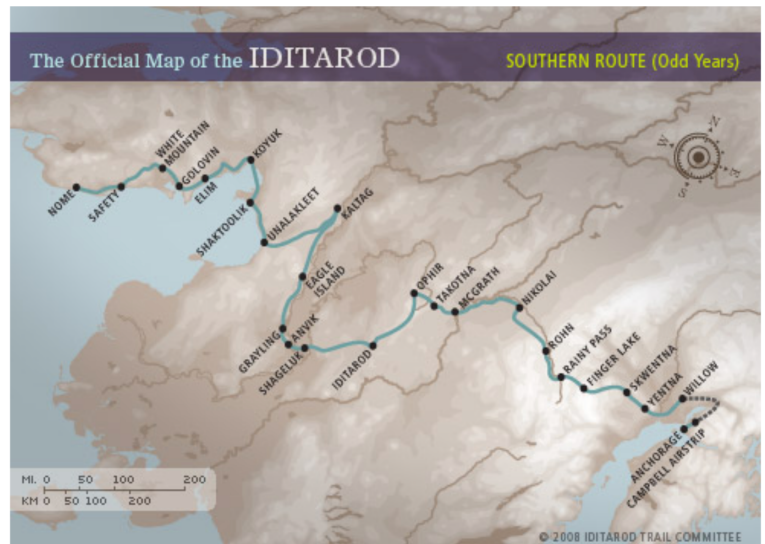 The Official Map of the IDITAROD
SOUTHERN ROUTE (Odd Years)
N
W
E
S
WHITE
MOUNTAIN
KOYUK
GOLOVIN
ELIM
NOME
SAFETY
SHAKTOOLIK
UNALAKLEET
KALTAG
EAGLE
ISLAND
OPHIR
TAKOTNA
MCGRATH
NIKOLAI
GRAYLING
ANVIK
SHAGELUK
IDITAROD
ROHN
RAINY PASS
FINGER LAKE
SKWENTNA
YENTNA
WILLOW
ANCHORAGE
CAMPBELL AIRSTRIP
MI. 0 50 100 200
KM 0 50 100 200
© 2008 IDITAROD TRAIL COMMITTEE